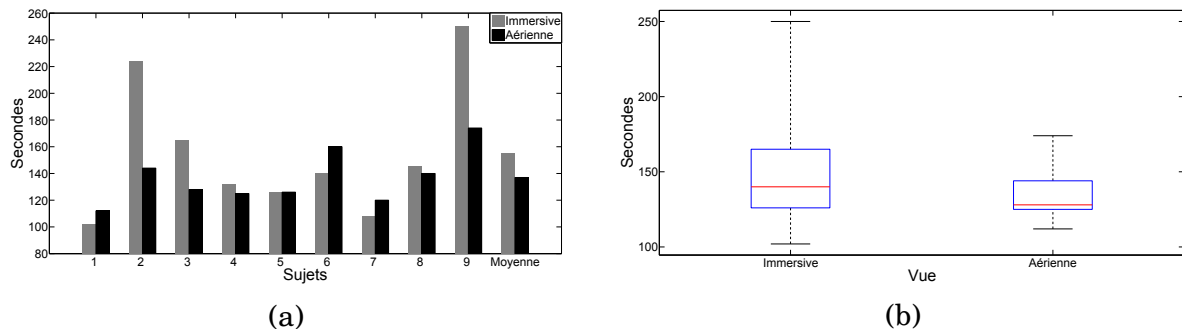 260
240
220
200
180
160
140
120
100
80
Secondes
Immersive
Aérienne
1 2 3 4 5 6 7 8 9 Moyenne
Sujets
(a)
250
200
150
100
Secondes
Immersive Aérienne
Vue
(b)